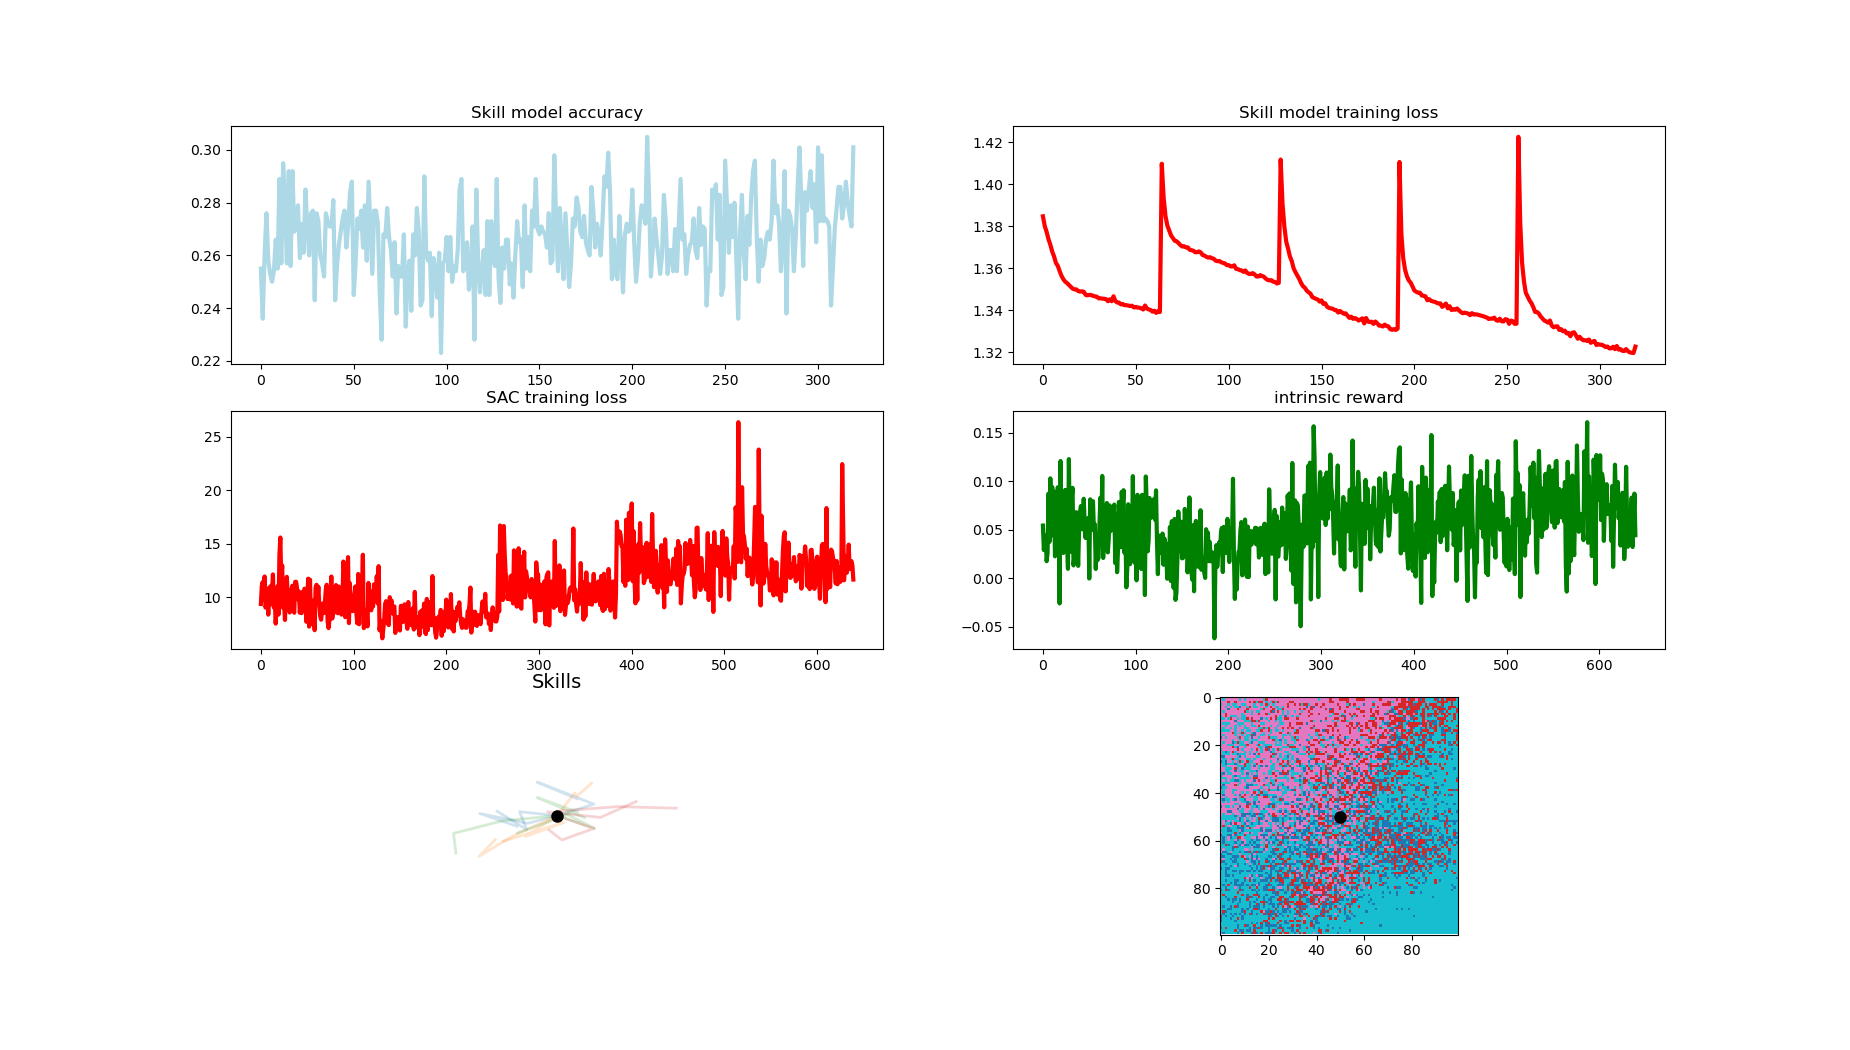 Skill model accuracy
0.30
0.28
0.26
0.24
0.22
0 50 100 150 200 250 300
Skill model training loss
1.42
1.40
1.38
1.36
1.34
1.32
0 50 100 150 200 250 300
SAC training loss
25
20
15
10
0 100 200 300 400 500 600
intrinsic reward
0.15
0.10
0.05
0.00
−0.05
0 100 200 300 400 500 600
Skills
0
20
40
60
80
0 20 40 60 80